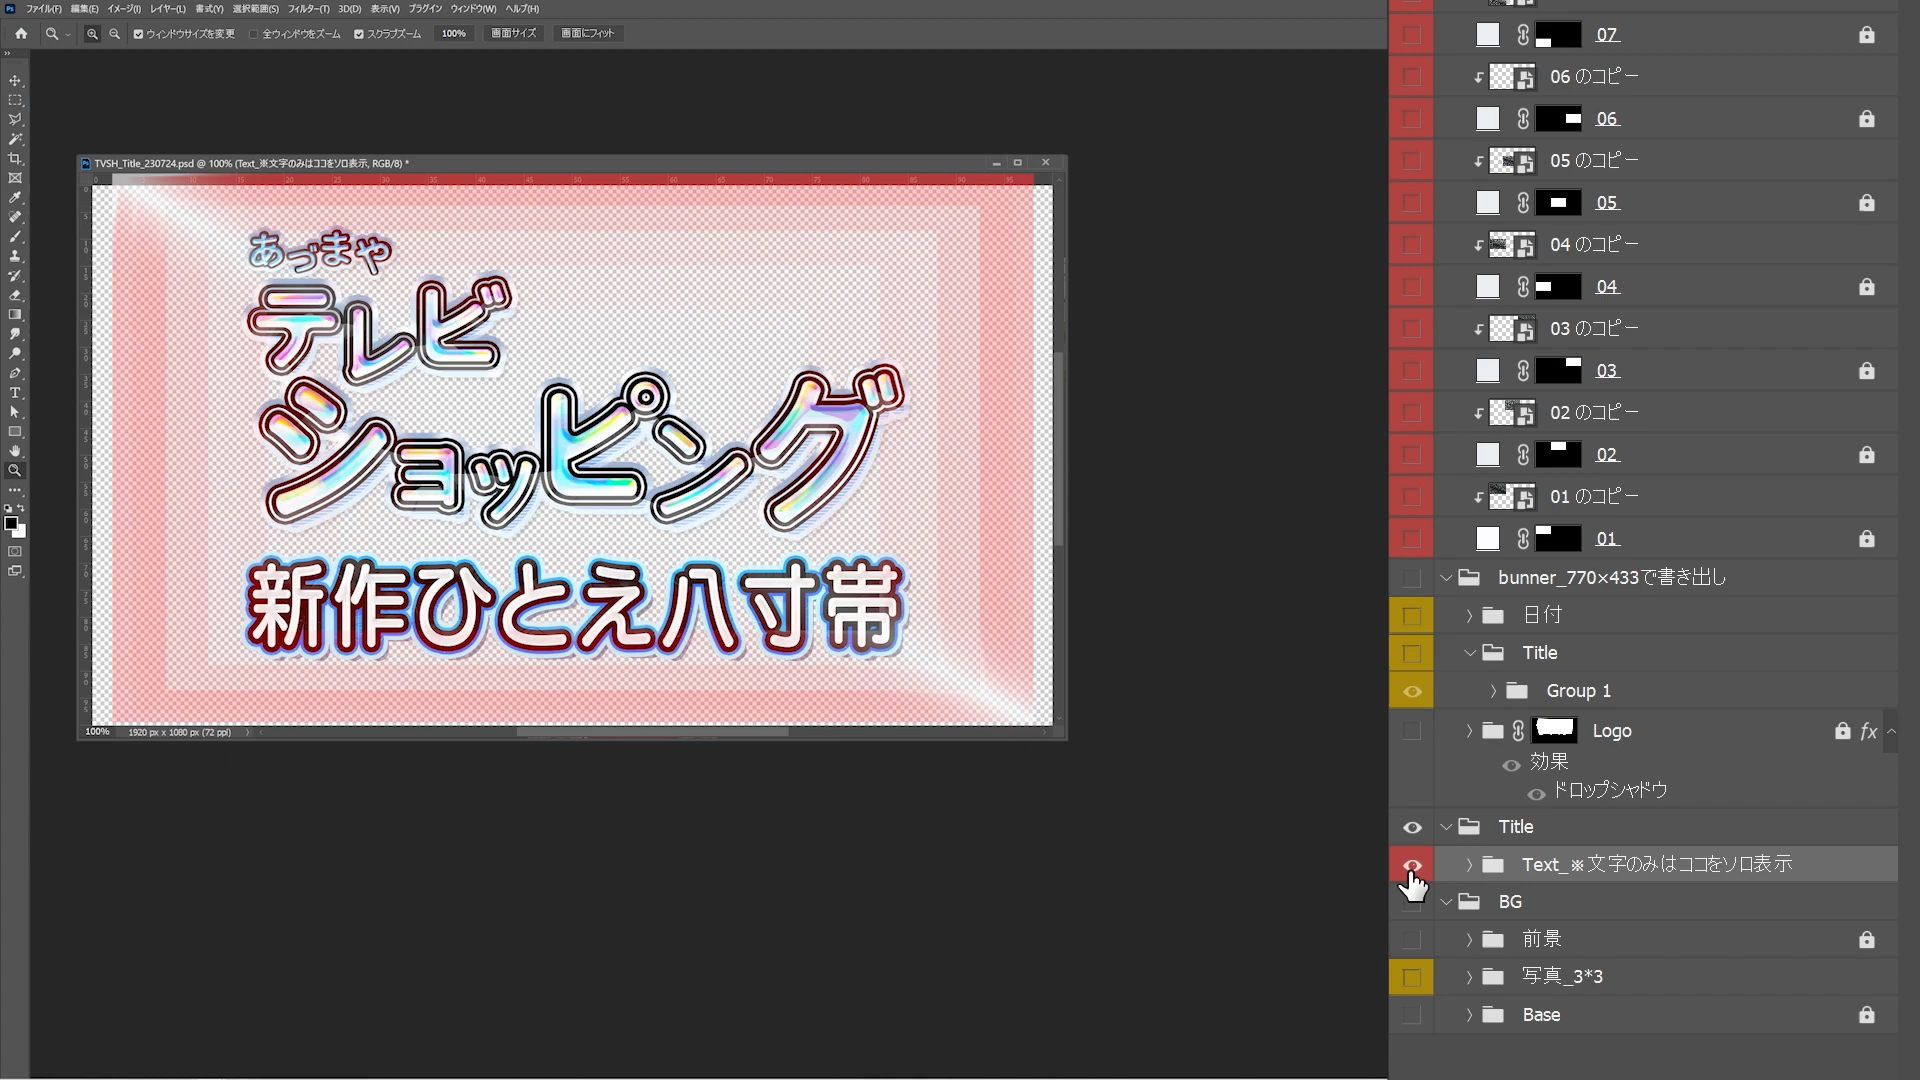 ファイル(F) 編集(E) イメージ(I) レイヤー(L) 書式(Y) 選択範囲(S) フィルター(T) 3D(D) 表示(V) プラグイン ウィンドウ(W) ヘルプ(H)
ウィンドウサイズを変更 全ウィンドウをズーム スクラブズーム 100% 画面サイズ 画面にフィット
TVSH_Title_230724.psd @ 100% (Text_※文字のみはココをソロ表示, RGB/8) *
あづまや
テレビ
ショッピング
新作ひとえ八寸帯
100% 1920 px x 1080 px (72 ppi)
07
06 のコピー
06
05 のコピー
05
04 のコピー
04
03 のコピー
03
02 のコピー
02
01 のコピー
01
bunner_770×433で書き出し
日付
Title
Group 1
Logo fx
効果
ドロップシャドウ
Title
Text_※文字のみはココをソロ表示
BG
前景
写真_3*3
Base